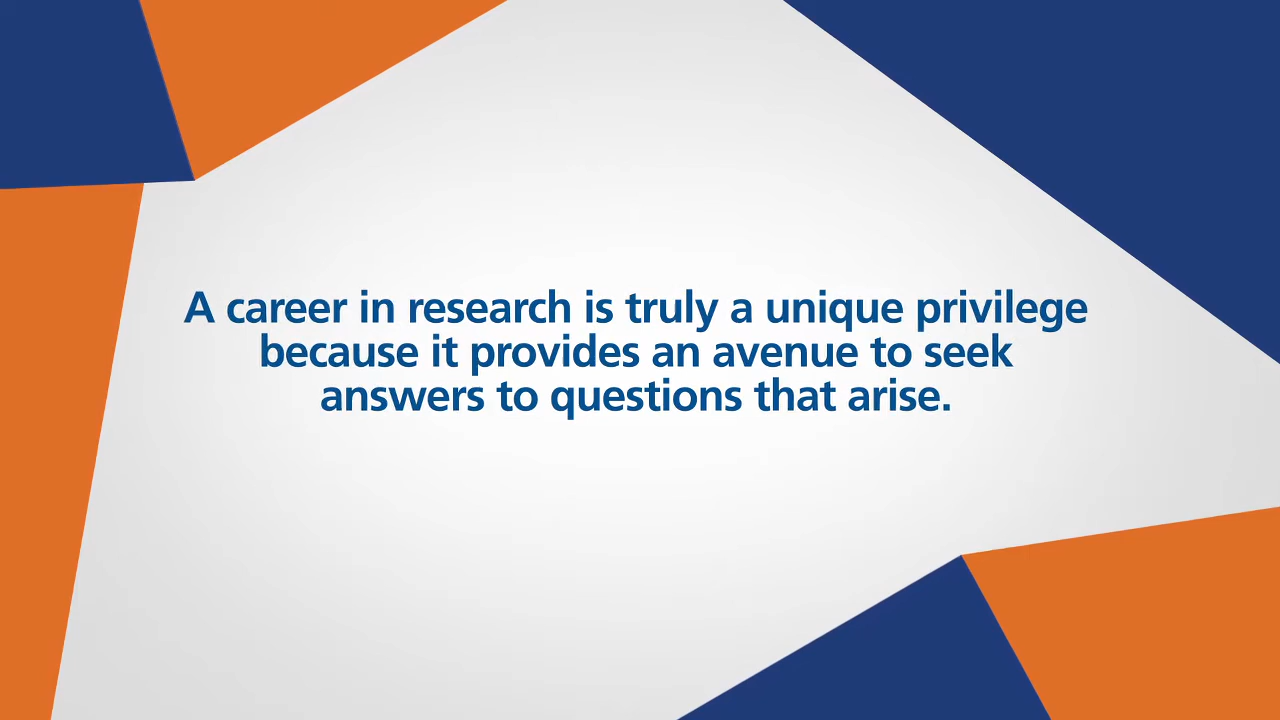 A career in research is truly a unique privilege
because it provides an avenue to seek
answers to questions that arise.